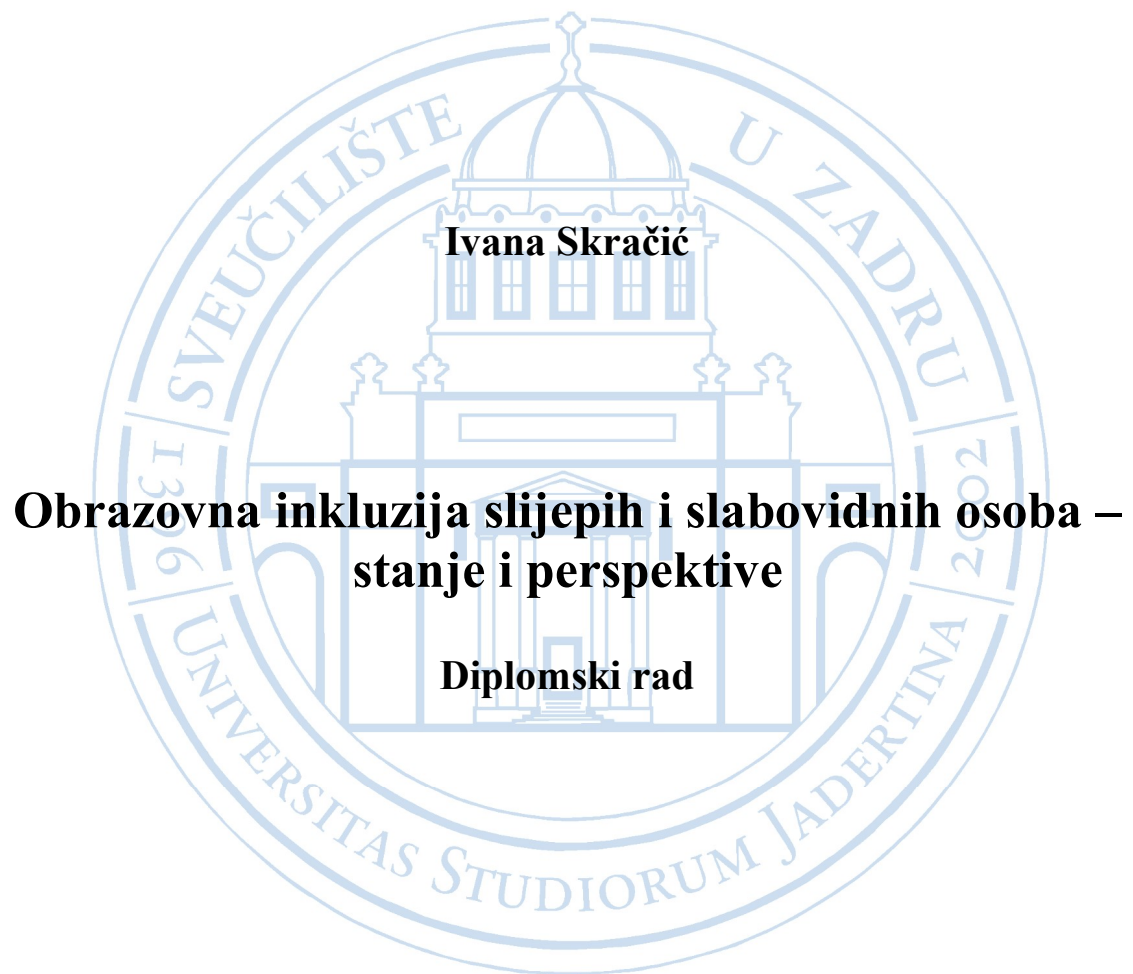 SVEUČILIŠTE U ZADRU
Ivana Skračić
1396
2002
Obrazovna inkluzija slijepih i slabovidnih osoba –
stanje i perspektive
Diplomski rad
UNIVERSITAS STUDIORUM JADERTINA